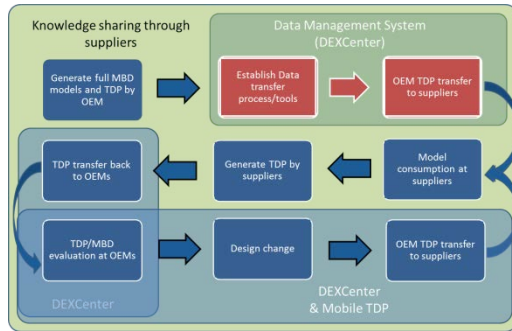 Knowledge sharing through
suppliers
Data Management System
(DEXCenter)
Generate full MBD
models and TDP by
OEM
Establish Data
transfer
process/tools
OEM TDP transfer
to suppliers
TDP transfer back
to OEMs
Generate TDP by
suppliers
Model
consumption at
suppliers
TDP/MBD
evaluation at OEMs
Design change
OEM TDP transfer
to suppliers
DEXCenter
DEXCenter
& Mobile TDP